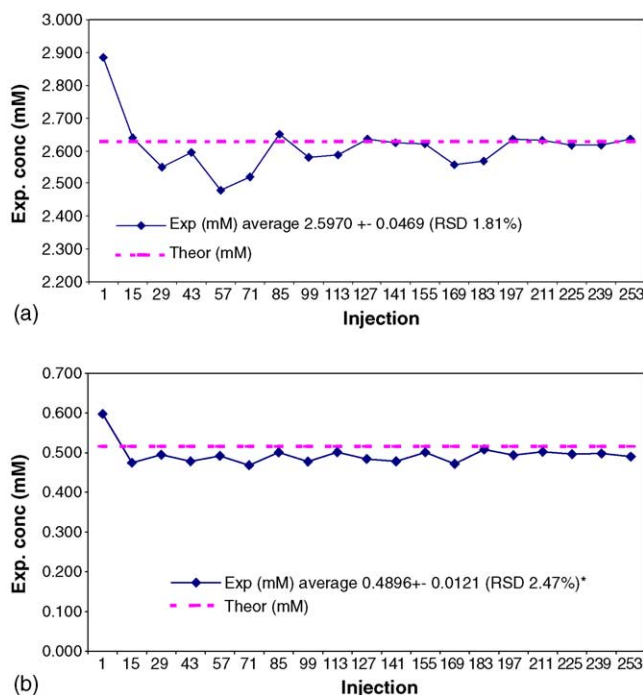 3.000
2.900
2.800
2.700
2.600
2.500
2.400
2.300
2.200
Exp. conc (mM)
Exp (mM) average 2.5970 +- 0.0469 (RSD 1.81%)
Theor (mM)
1 15 29 43 57 71 85 99 113 127 141 155 169 183 197 211 225 239 253
(a) Injection
0.700
0.600
0.500
0.400
0.300
0.200
0.100
0.000
Exp. conc (mM)
Exp (mM) average 0.4896+- 0.0121 (RSD 2.47%)*
Theor (mM)
1 15 29 43 57 71 85 99 113 127 141 155 169 183 197 211 225 239 253
(b) Injection